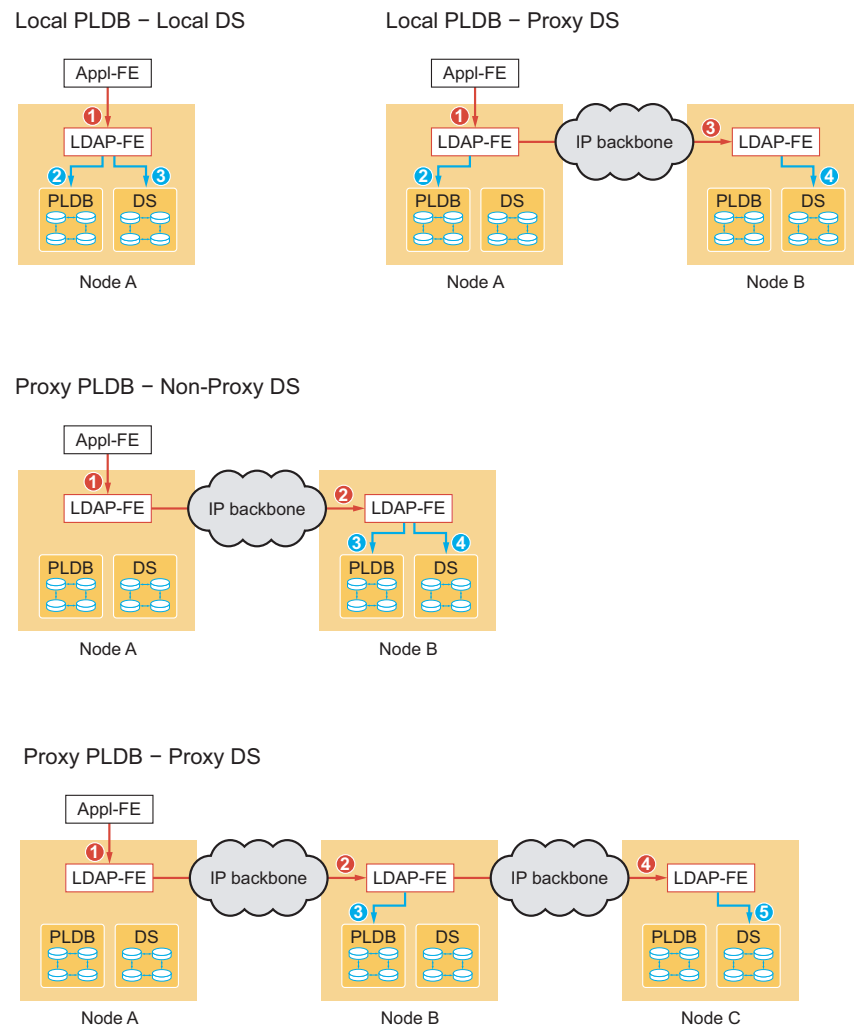 Local PLDB – Local DS
Appl-FE
1
LDAP-FE
2
3
PLDB
DS
Node A
Local PLDB – Proxy DS
Appl-FE
1
LDAP-FE
IP backbone
3
LDAP-FE
2
4
PLDB
DS
PLDB
DS
Node A
Node B
Proxy PLDB – Non-Proxy DS
Appl-FE
1
LDAP-FE
IP backbone
2
LDAP-FE
3
4
PLDB
DS
PLDB
DS
Node A
Node B
Proxy PLDB – Proxy DS
Appl-FE
1
LDAP-FE
IP backbone
2
LDAP-FE
IP backbone
4
LDAP-FE
3
5
PLDB
DS
PLDB
DS
PLDB
DS
Node A
Node B
Node C